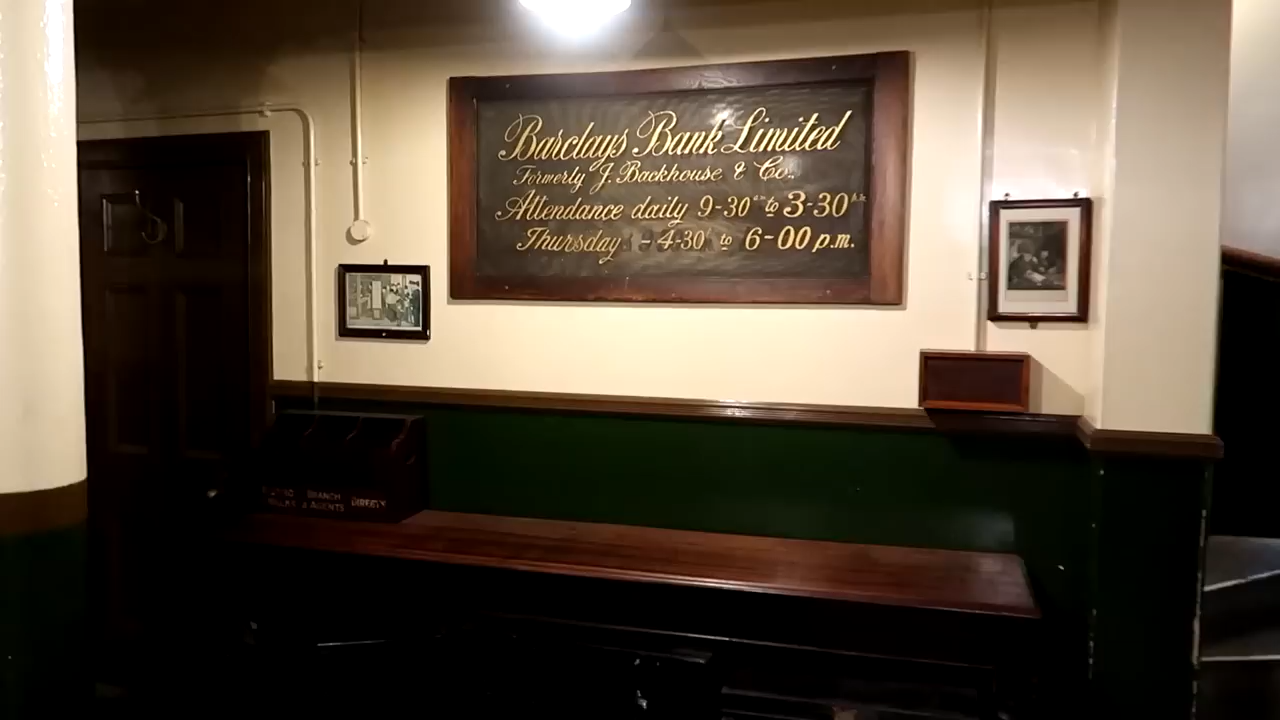 Barclays Bank Limited
Formerly J. Backhouse & Co.,
Attendance daily 9-30 a.m. to 3-30 p.m.
Thursday - 4-30 to 6-00 p.m.
BRANCH DIRECTY
& AGENTS